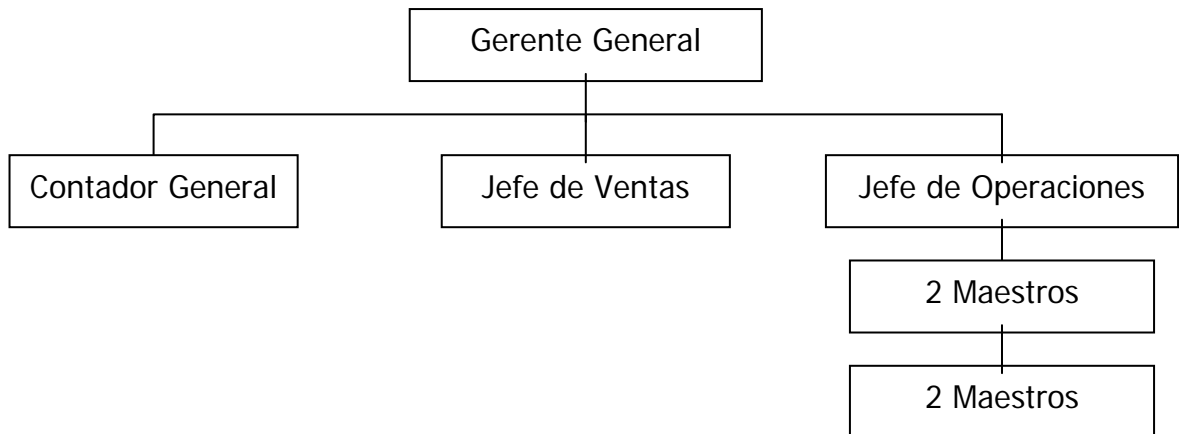 Gerente General
Contador General
Jefe de Ventas
Jefe de Operaciones
2 Maestros
2 Maestros